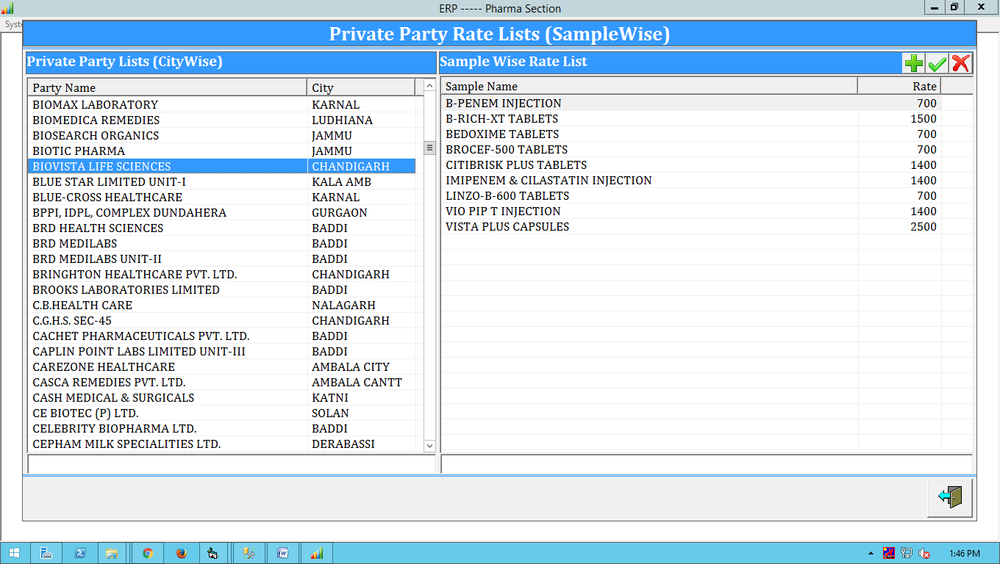 ERP ----- Pharma Section
Syste
Private Party Rate Lists (SampleWise)
Private Party Lists (CityWise)
Party Name City
BIOMAX LABORATORY KARNAL
BIOMEDICA REMEDIES LUDHIANA
BIOSEARCH ORGANICS JAMMU
BIOTIC PHARMA JAMMU
BIOVISTA LIFE SCIENCES CHANDIGARH
BLUE STAR LIMITED UNIT-I KALA AMB
BLUE-CROSS HEALTHCARE KARNAL
BPPI, IDPL, COMPLEX DUNDAHERA GURGAON
BRD HEALTH SCIENCES BADDI
BRD MEDILABS BADDI
BRD MEDILABS UNIT-II BADDI
BRINGHTON HEALTHCARE PVT. LTD. CHANDIGARH
BROOKS LABORATORIES LIMITED BADDI
C.B.HEALTH CARE NALAGARH
C.G.H.S. SEC-45 CHANDIGARH
CACHET PHARMACEUTICALS PVT. LTD. BADDI
CAPLIN POINT LABS LIMITED UNIT-III BADDI
CAREZONE HEALTHCARE AMBALA CITY
CASCA REMEDIES PVT. LTD. AMBALA CANTT
CASH MEDICAL & SURGICALS KATNI
CE BIOTEC (P) LTD. SOLAN
CELEBRITY BIOPHARMA LTD. BADDI
CEPHAM MILK SPECIALITIES LTD. DERABASSI
Sample Wise Rate List
Sample Name Rate
B-PENEM INJECTION 700
B-RICH-XT TABLETS 1500
BEDOXIME TABLETS 700
BROCEF-500 TABLETS 700
CITIBRISK PLUS TABLETS 1400
IMIPENEM & CILASTATIN INJECTION 1400
LINZO-B-600 TABLETS 700
VIO PIP T INJECTION 1400
VISTA PLUS CAPSULES 2500
1:46 PM